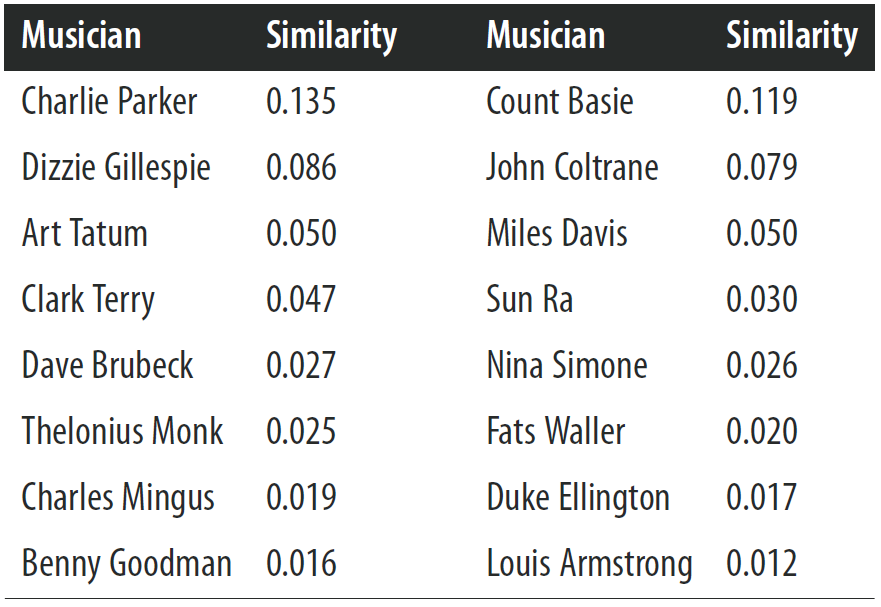 Musician Similarity Musician Similarity
Charlie Parker 0.135 Count Basie 0.119
Dizzie Gillespie 0.086 John Coltrane 0.079
Art Tatum 0.050 Miles Davis 0.050
Clark Terry 0.047 Sun Ra 0.030
Dave Brubeck 0.027 Nina Simone 0.026
Thelonius Monk 0.025 Fats Waller 0.020
Charles Mingus 0.019 Duke Ellington 0.017
Benny Goodman 0.016 Louis Armstrong 0.012